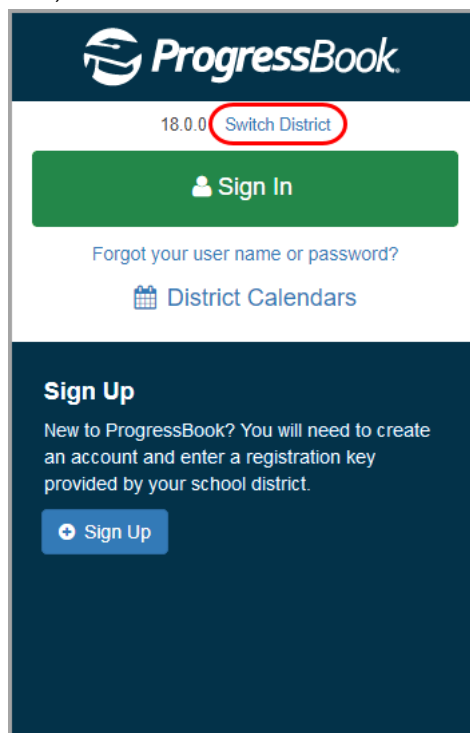 ProgressBook
18.0.0 Switch District
Sign In
Forgot your user name or password?
District Calendars
Sign Up
New to ProgressBook? You will need to create
an account and enter a registration key
provided by your school district.
Sign Up